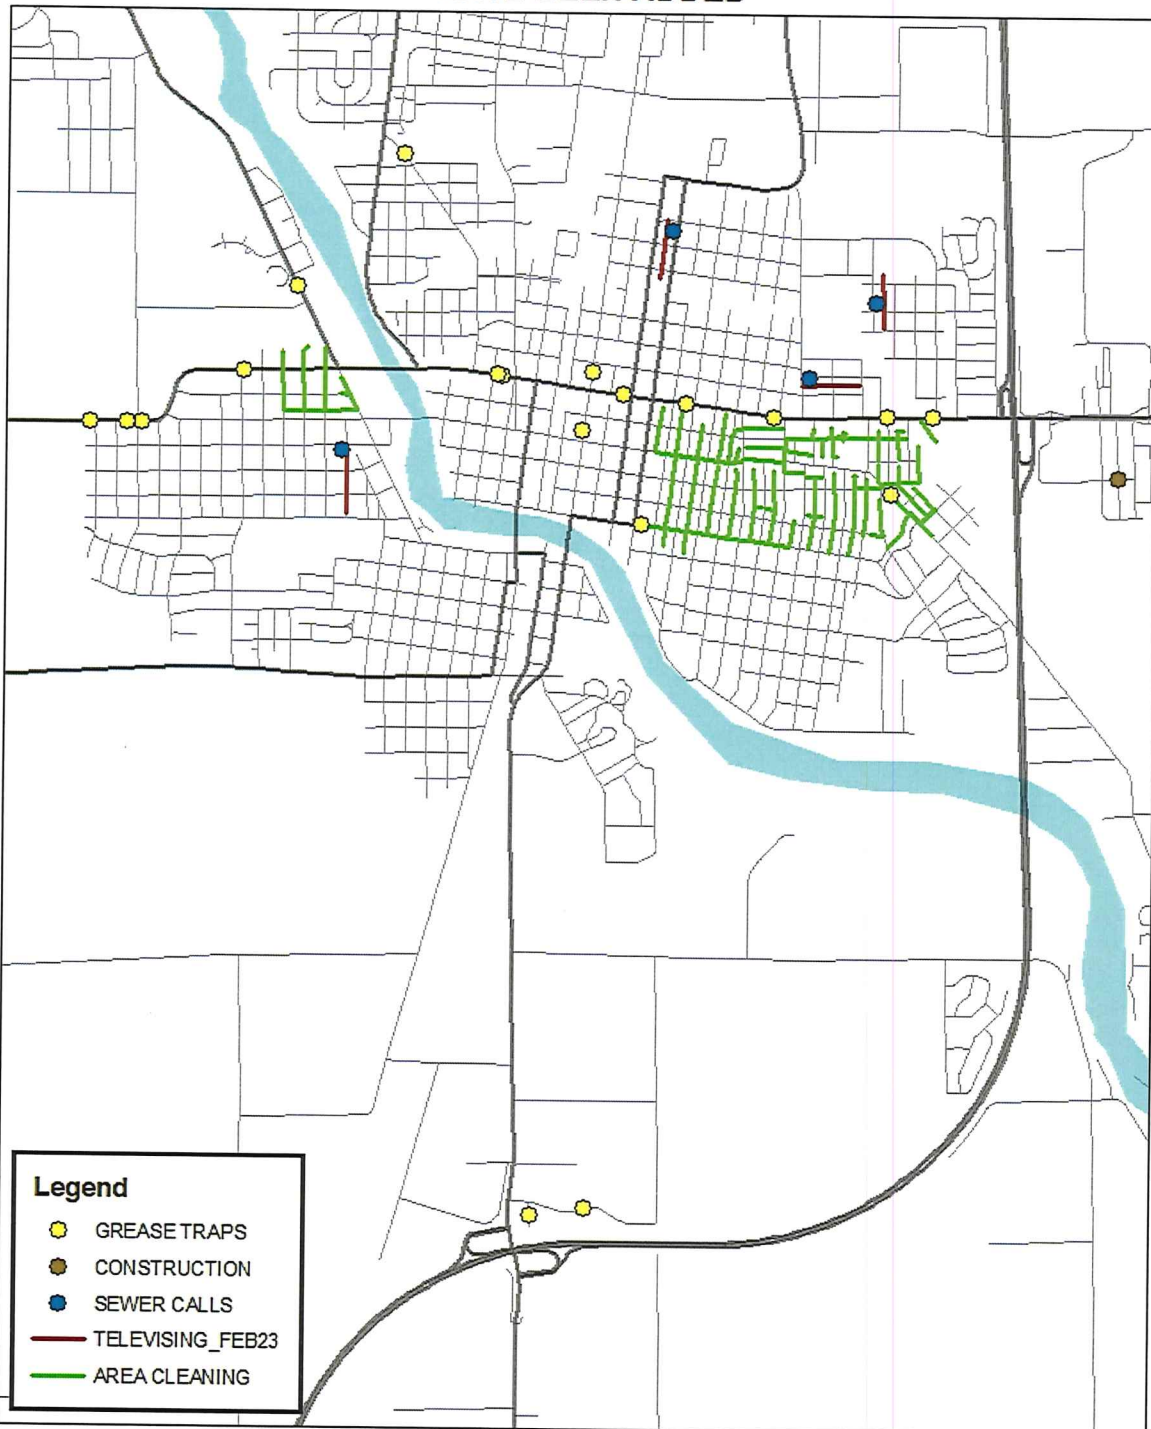 Legend
GREASE TRAPS
CONSTRUCTION
SEWER CALLS
TELEVISING_FEB23
AREA CLEANING